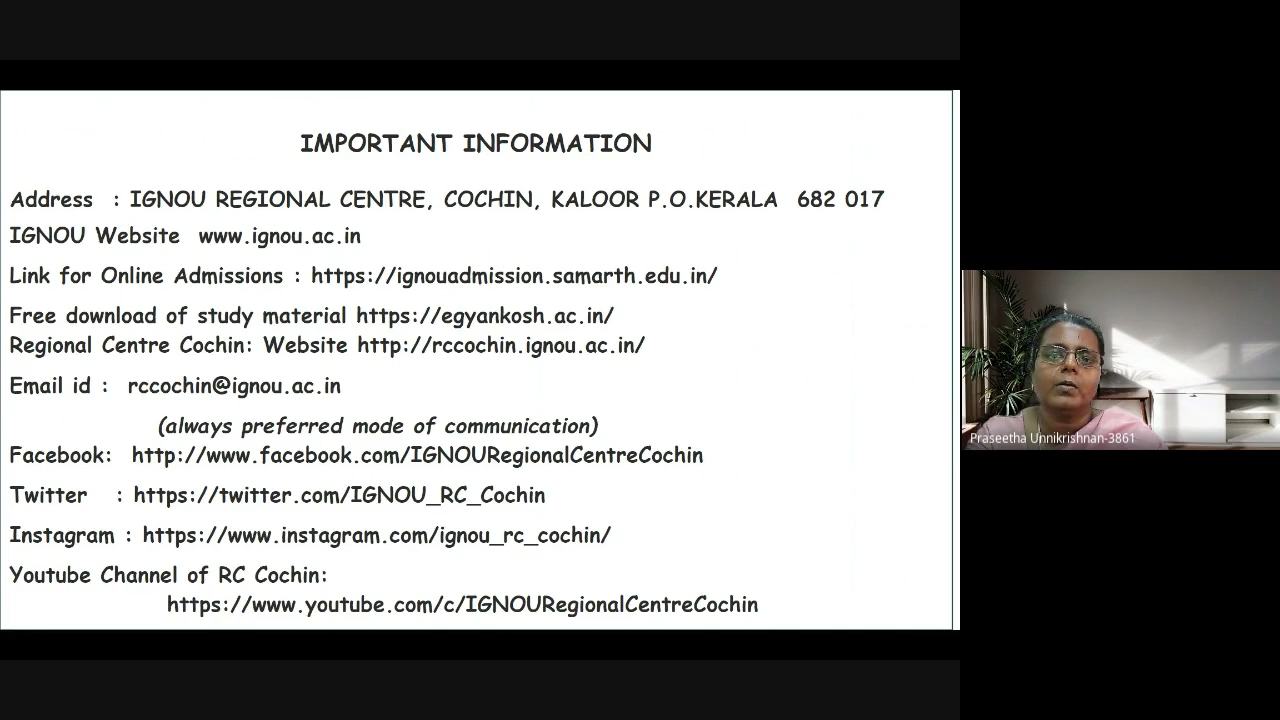 IMPORTANT INFORMATION
Address : IGNOU REGIONAL CENTRE, COCHIN, KALOOR P.O.KERALA 682 017
IGNOU Website www.ignou.ac.in
Link for Online Admissions : https://ignouadmission.samarth.edu.in/
Free download of study material https://egyankosh.ac.in/
Regional Centre Cochin: Website http://rccochin.ignou.ac.in/
Email id : rccochin@ignou.ac.in
(always preferred mode of communication)
Facebook: http://www.facebook.com/IGNOURegionalCentreCochin
Twitter : https://twitter.com/IGNOU_RC_Cochin
Instagram : https://www.instagram.com/ignou_rc_cochin/
Youtube Channel of RC Cochin:
https://www.youtube.com/c/IGNOURegionalCentreCochin
Praseetha Unnikrishnan-3861